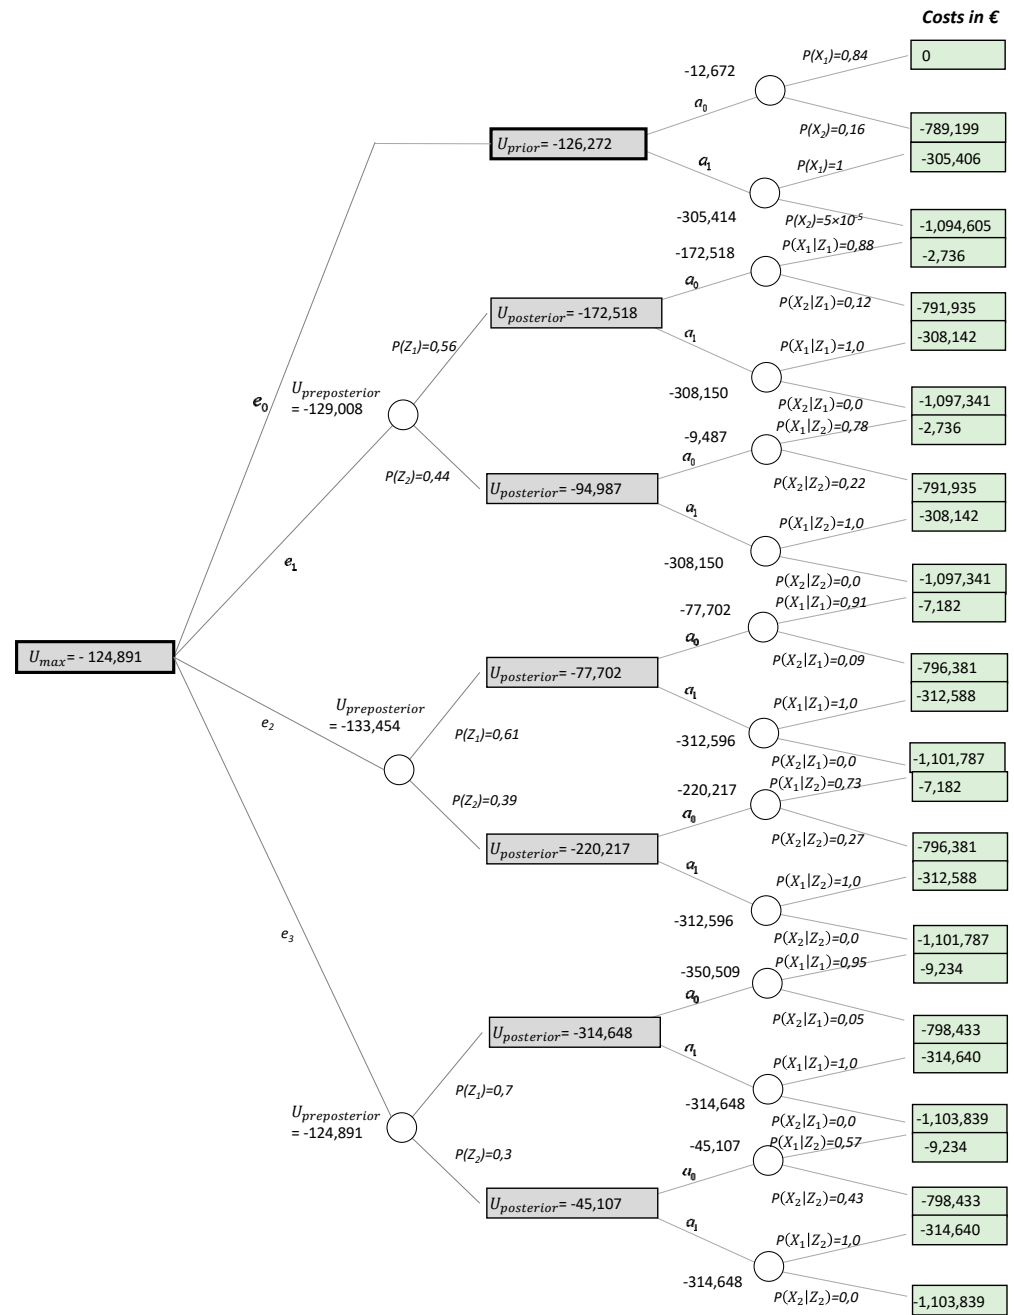 Costs in €
P(X₁)=0,84
0
-12,672
a₀
P(X₂)=0,16
-789,199
U_prior= -126,272
a₁
P(X₁)=1
-305,406
-305,414
P(X₂)=5×10⁻⁵
-1,094,605
-172,518
P(X₁|Z₁)=0,88
-2,736
a₀
U_posterior= -172,518
P(X₂|Z₁)=0,12
-791,935
P(Z₁)=0,56
a₁
P(X₁|Z₁)=1,0
-308,142
U_preposterior
= -129,008
e₀
-308,150
P(X₂|Z₁)=0,0
-1,097,341
P(X₁|Z₂)=0,78
-2,736
-9,487
a₀
P(Z₂)=0,44
U_posterior= -94,987
P(X₂|Z₂)=0,22
-791,935
a₁
P(X₁|Z₂)=1,0
-308,142
e₁
-308,150
P(X₂|Z₂)=0,0
-1,097,341
P(X₁|Z₁)=0,91
-7,182
-77,702
a₀
U_max= - 124,891
U_posterior= -77,702
P(X₂|Z₁)=0,09
-796,381
a₁
P(X₁|Z₁)=1,0
-312,588
U_preposterior
= -133,454
e₂
P(Z₁)=0,61
-312,596
P(X₂|Z₁)=0,0
-1,101,787
P(X₁|Z₂)=0,73
-7,182
-220,217
P(Z₂)=0,39
a₀
U_posterior= -220,217
P(X₂|Z₂)=0,27
-796,381
a₁
P(X₁|Z₂)=1,0
-312,588
e₃
-312,596
P(X₂|Z₂)=0,0
-1,101,787
P(X₁|Z₁)=0,95
-9,234
-350,509
a₀
U_posterior= -314,648
P(X₂|Z₁)=0,05
-798,433
a₁
P(X₁|Z₁)=1,0
-314,640
P(Z₁)=0,7
U_preposterior
= -124,891
-314,648
P(X₂|Z₁)=0,0
-1,103,839
P(X₁|Z₂)=0,57
-9,234
-45,107
P(Z₂)=0,3
a₀
U_posterior= -45,107
P(X₂|Z₂)=0,43
-798,433
a₁
P(X₁|Z₂)=1,0
-314,640
-314,648
P(X₂|Z₂)=0,0
-1,103,839